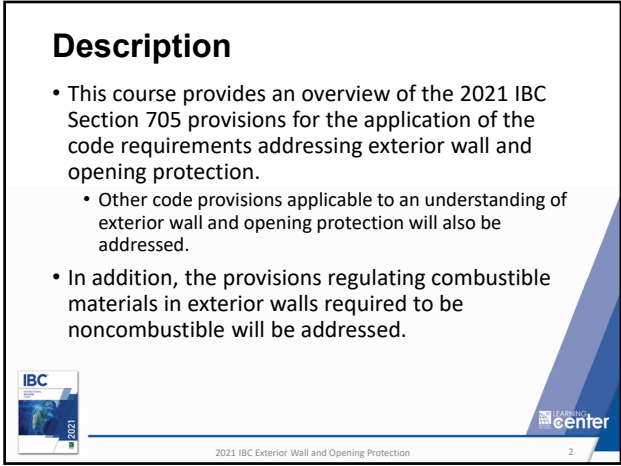 Description
• This course provides an overview of the 2021 IBC
Section 705 provisions for the application of the
code requirements addressing exterior wall and
opening protection.
• Other code provisions applicable to an understanding of
exterior wall and opening protection will also be
addressed.
• In addition, the provisions regulating combustible
materials in exterior walls required to be
noncombustible will be addressed.
IBC
2021
LEARNING
center
2021 IBC Exterior Wall and Opening Protection
2